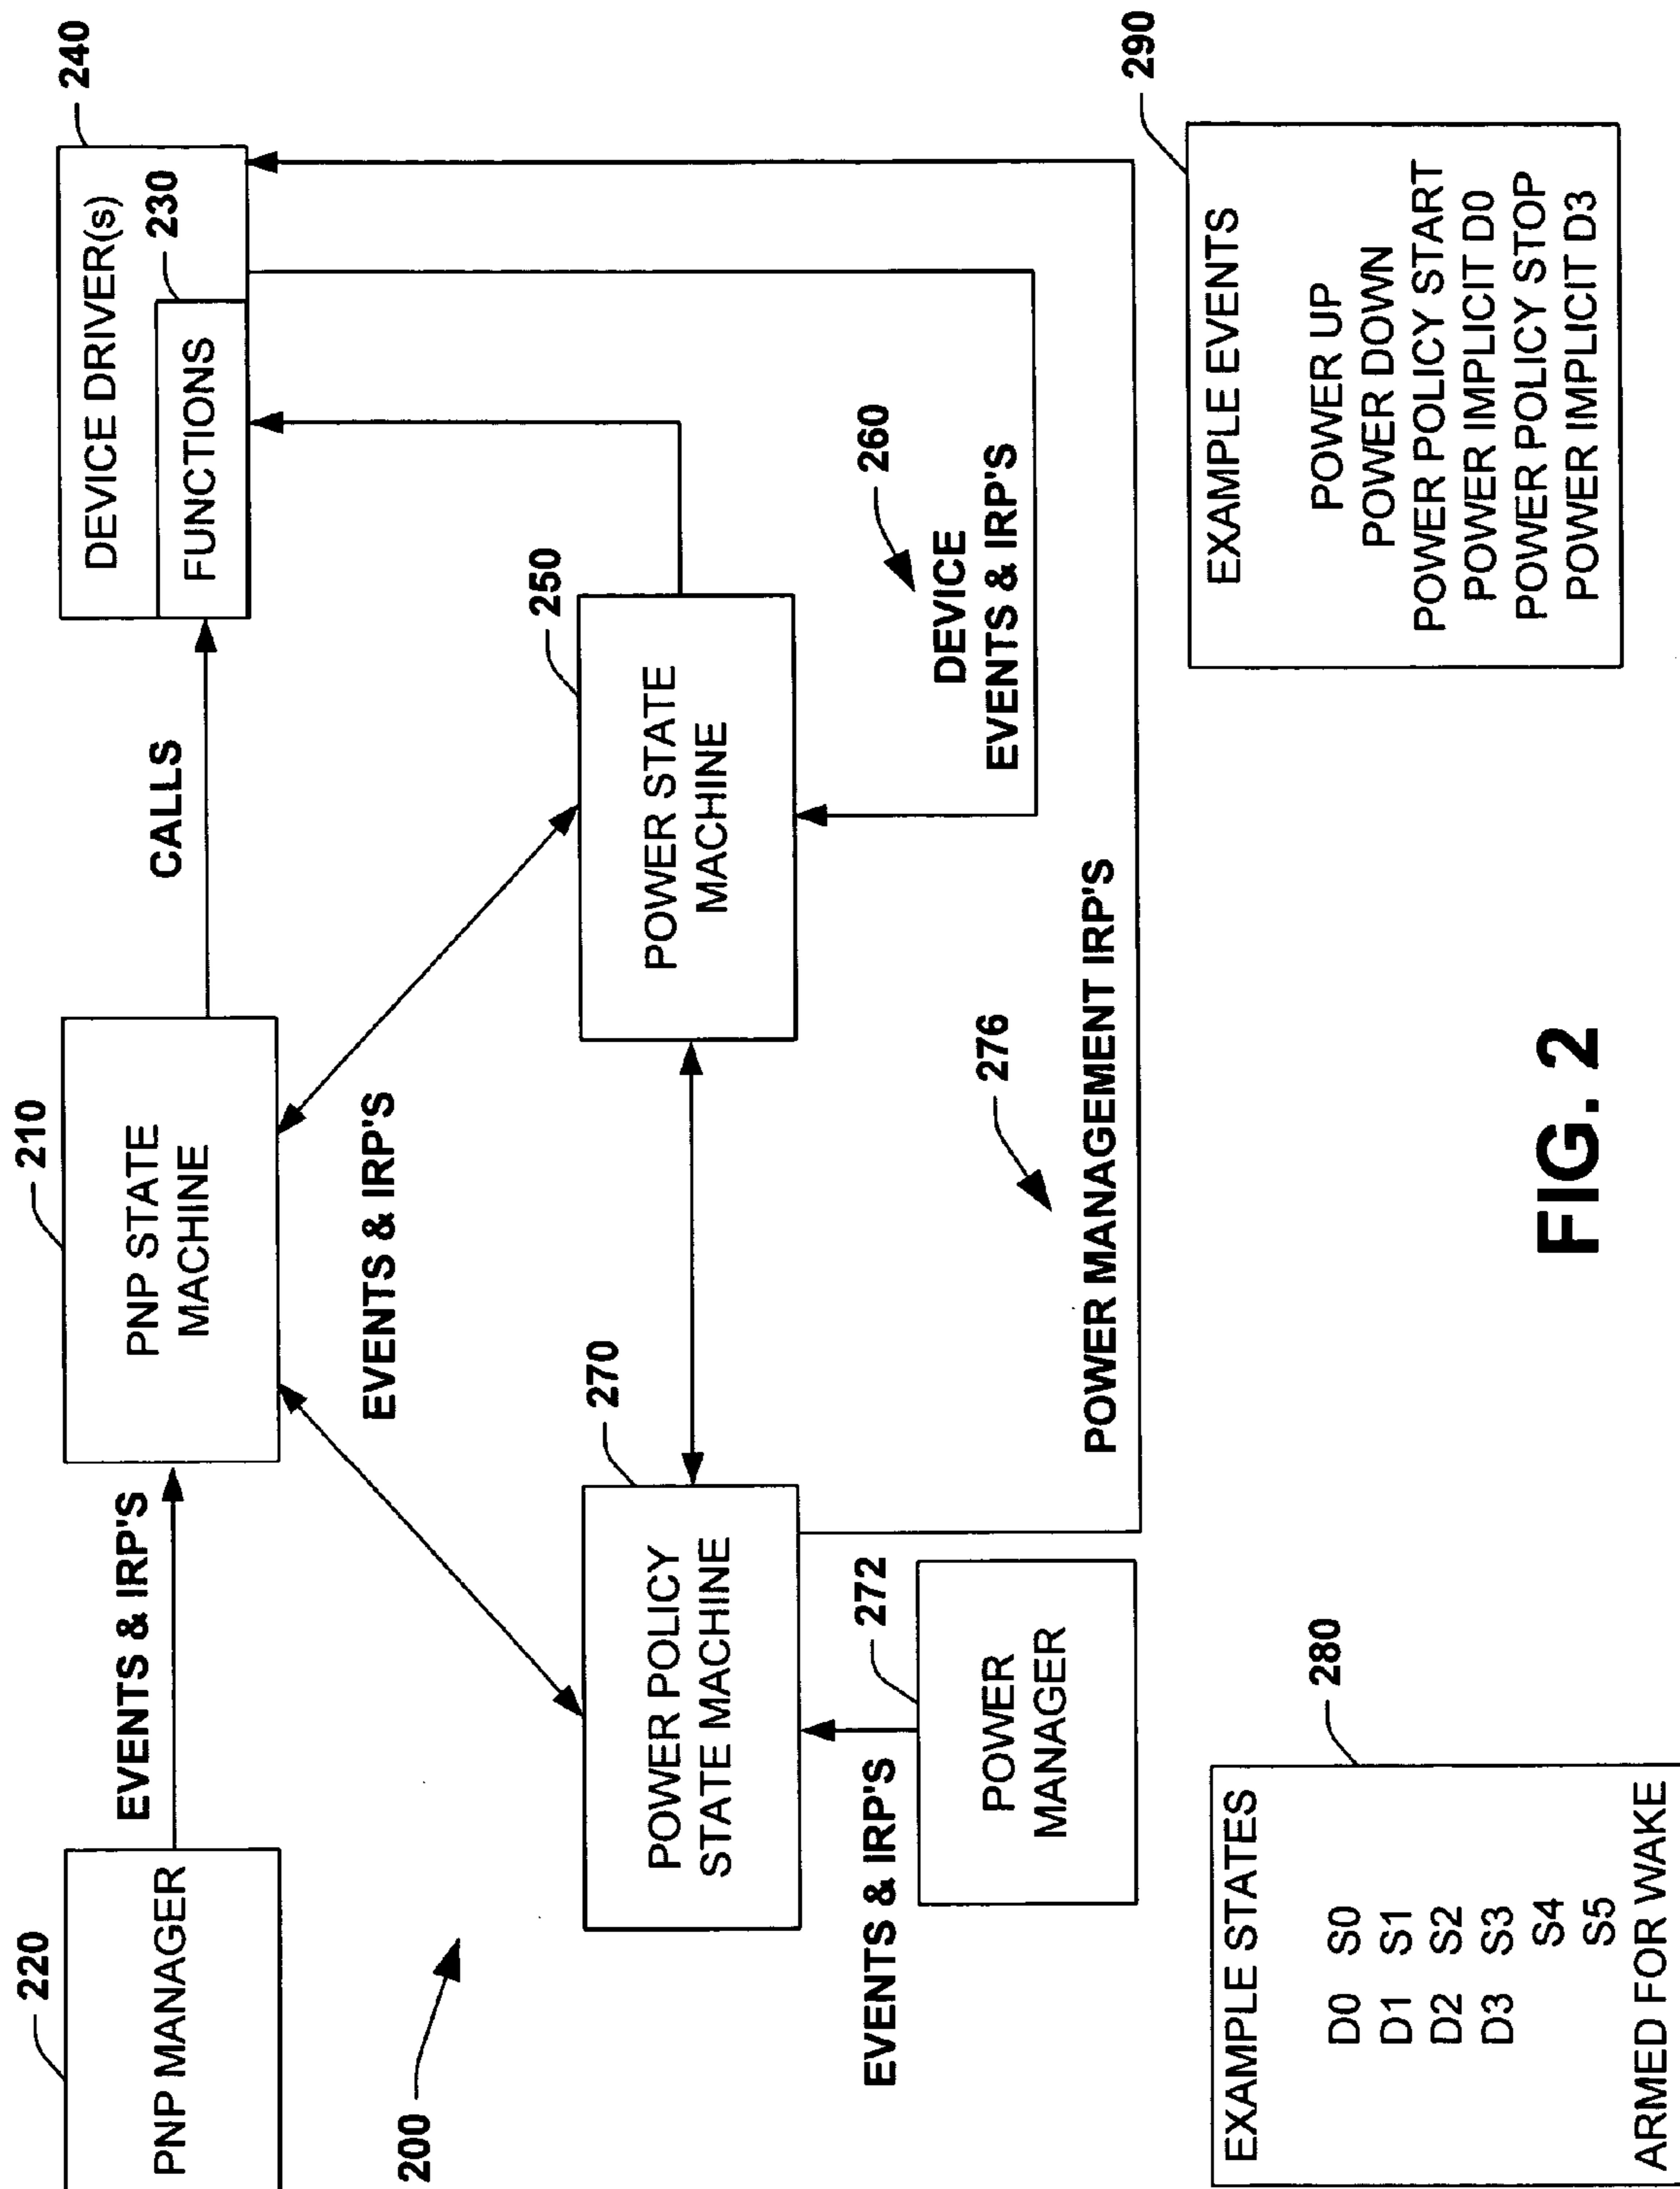 220
PNP MANAGER
EVENTS & IRP'S
210
PNP STATE
MACHINE
CALLS
240
DEVICE DRIVER(s)
230
FUNCTIONS
200
EVENTS & IRP'S
270
POWER POLICY
STATE MACHINE
250
POWER STATE
MACHINE
260
DEVICE
EVENTS & IRP'S
EVENTS & IRP'S
272
POWER
MANAGER
276
POWER MANAGEMENT IRP'S
280
EXAMPLE STATES
D0 S0
D1 S1
D2 S2
D3 S3
S4
S5
ARMED FOR WAKE
290
EXAMPLE EVENTS
POWER UP
POWER DOWN
POWER POLICY START
POWER IMPLICIT D0
POWER POLICY STOP
POWER IMPLICIT D3
FIG. 2